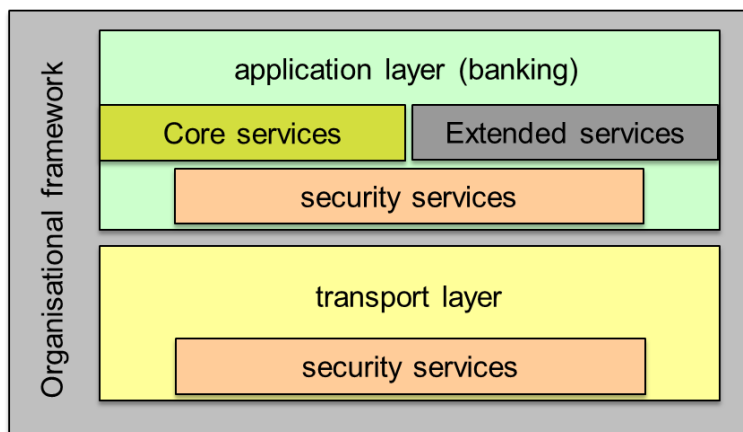 Organisational framework
application layer (banking)
Core services
Extended services
security services
transport layer
security services